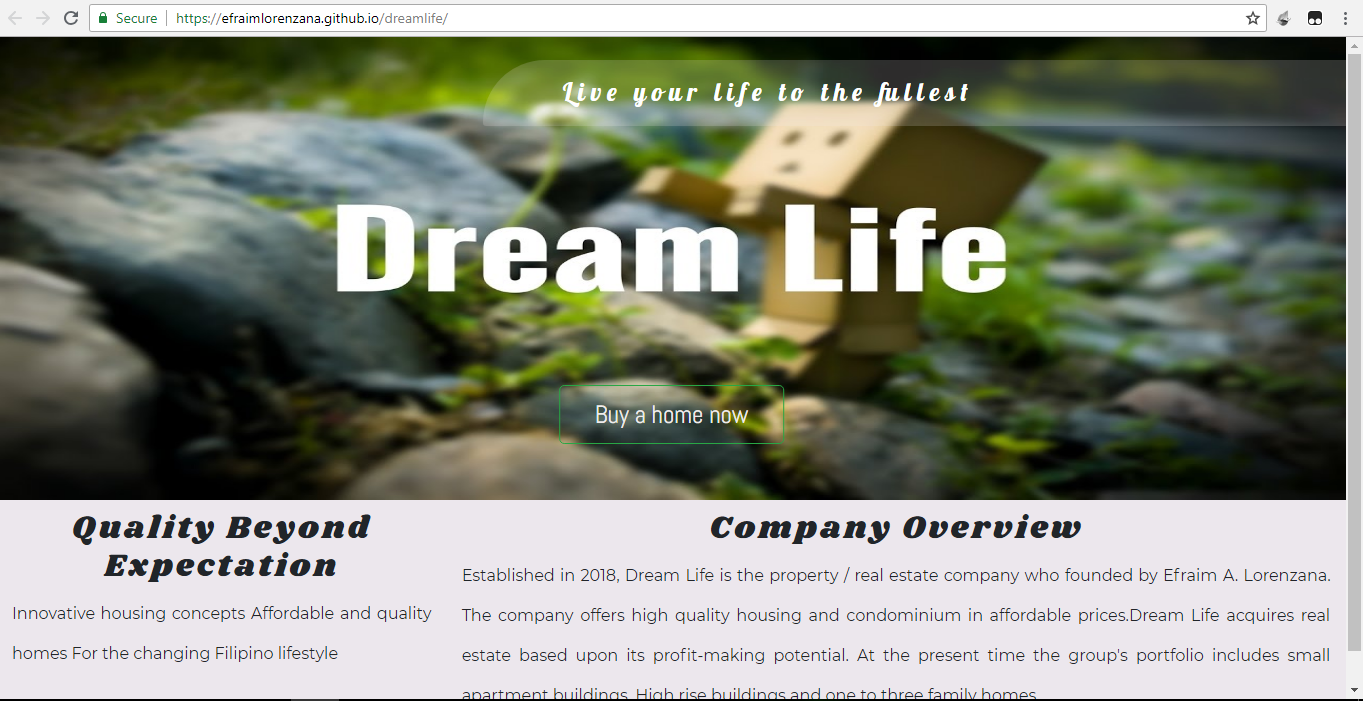 Secure
https://efraimlorenzana.github.io/dreamlife/
Live your life to the fullest
Dream Life
Buy a home now
Quality Beyond
Expectation
Innovative housing concepts Affordable and quality
homes For the changing Filipino lifestyle
Company Overview
Established in 2018, Dream Life is the property / real estate company who founded by Efraim A. Lorenzana.
The company offers high quality housing and condominium in affordable prices.Dream Life acquires real
estate based upon its profit-making potential. At the present time the group's portfolio includes small
apartment buildings, High rise buildings and one to three family homes